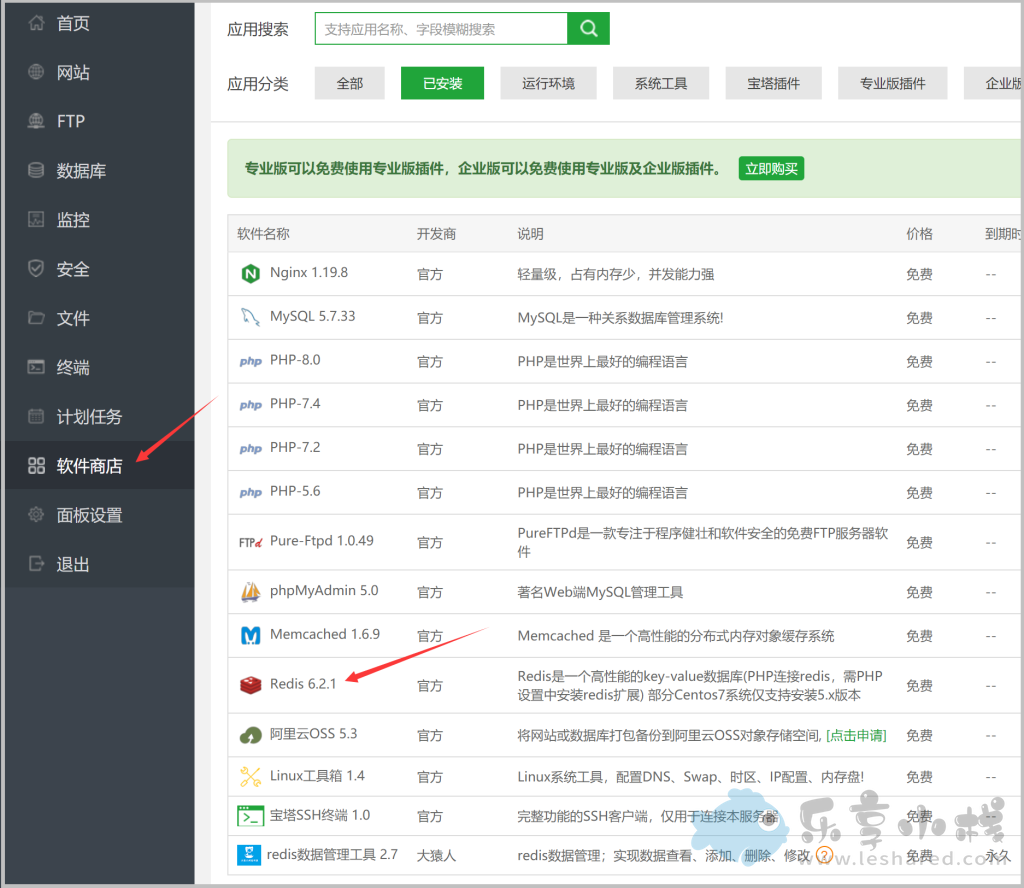 首页
网站
FTP
数据库
监控
安全
文件
终端
计划任务
软件商店
面板设置
退出
应用搜索 支持应用名称、字段模糊搜索
应用分类 全部 已安装 运行环境 系统工具 宝塔插件 专业版插件 企业版
专业版可以免费使用专业版插件，企业版可以免费使用专业版及企业版插件。 立即购买
软件名称 开发商 说明 价格 到期时
Nginx 1.19.8 官方 轻量级，占有内存少，并发能力强 免费 --
MySQL 5.7.33 官方 MySQL是一种关系数据库管理系统! 免费 --
php PHP-8.0 官方 PHP是世界上最好的编程语言 免费 --
php PHP-7.4 官方 PHP是世界上最好的编程语言 免费 --
php PHP-7.2 官方 PHP是世界上最好的编程语言 免费 --
php PHP-5.6 官方 PHP是世界上最好的编程语言 免费 --
FTPd Pure-Ftpd 1.0.49 官方 PureFTPd是一款专注于程序健壮和软件安全的免费FTP服务器软
件 免费 --
phpMyAdmin 5.0 官方 著名Web端MySQL管理工具 免费 --
Memcached 1.6.9 官方 Memcached 是一个高性能的分布式内存对象缓存系统 免费 --
Redis 6.2.1 官方 Redis是一个高性能的key-value数据库(PHP连接redis，需PHP
设置中安装redis扩展) 部分Centos7系统仅支持安装5.x版本 免费 --
阿里云OSS 5.3 官方 将网站或数据库打包备份到阿里云OSS对象存储空间, [点击申请] 免费 --
Linux工具箱 1.4 官方 Linux系统工具，配置DNS、Swap、时区、IP配置、内存盘! 免费 --
宝塔SSH终端 1.0 官方 完整功能的SSH客户端，仅用于连接本服务器 免费 --
redis数据管理工具 2.7 大猿人 redis数据管理；实现数据查看、添加、删除、修改 ? 免费 永久
乐享小栈
www.leshared.com